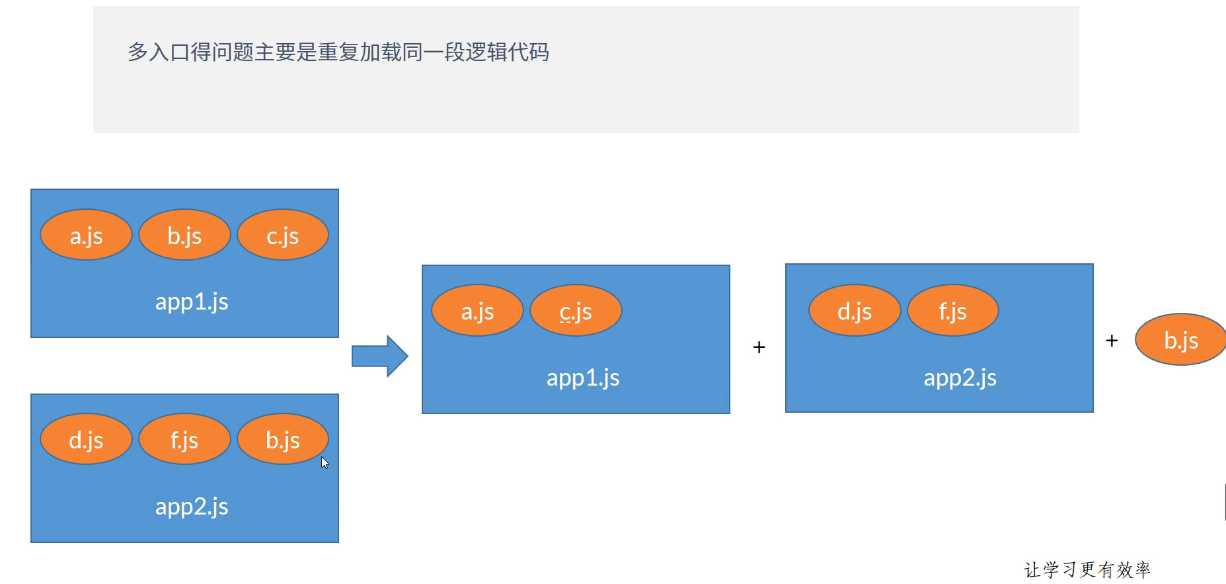 多入口得问题主要是重复加载同一段逻辑代码
a.js b.js c.js
app1.js
d.js f.js b.js
app2.js
a.js c.js
app1.js
+
d.js f.js
app2.js
+
b.js
让学习更有效率